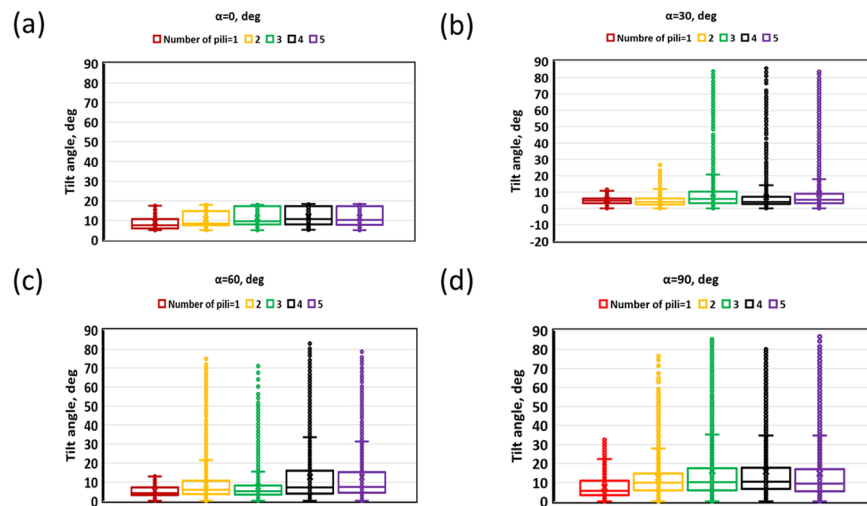 (a)
α=0, deg
Number of pili=1 2 3 4 5
Tilt angle, deg
90
80
70
60
50
40
30
20
10
0
(b)
α=30, deg
Numbre of pili=1 2 3 4 5
Tilt angle, deg
90
80
70
60
50
40
30
20
10
0
-10
-20
(c)
α=60, deg
Number of pili=1 2 3 4 5
Tilt angle, deg
90
80
70
60
50
40
30
20
10
0
(d)
α=90, deg
Number of pili=1 2 3 4 5
Tilt angle, deg
90
80
70
60
50
40
30
20
10
0